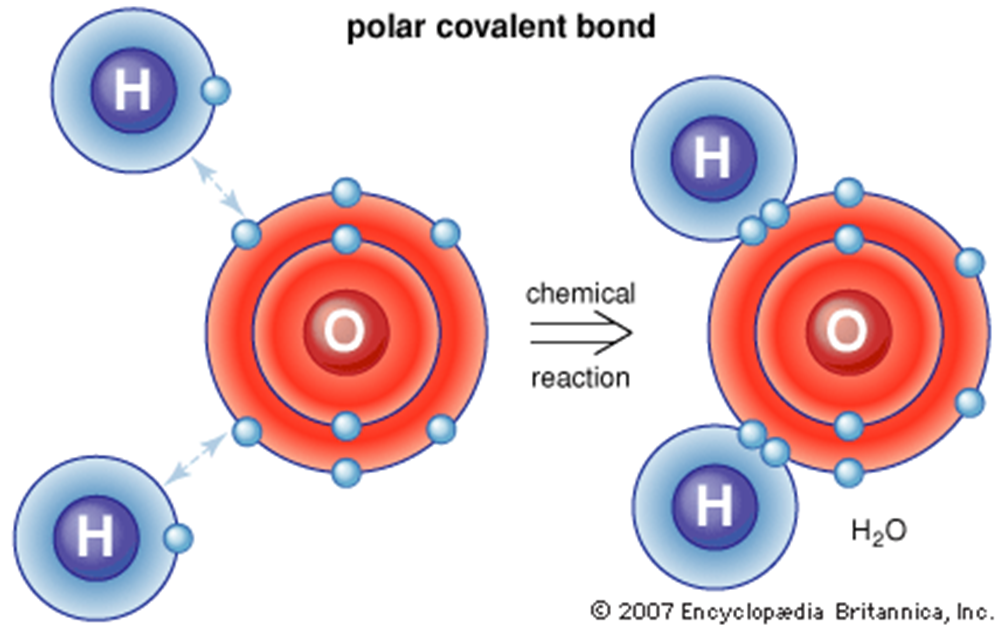 polar covalent bond
H
H
O
chemical
reaction
O
H
H
H₂O
© 2007 Encyclopædia Britannica, Inc.